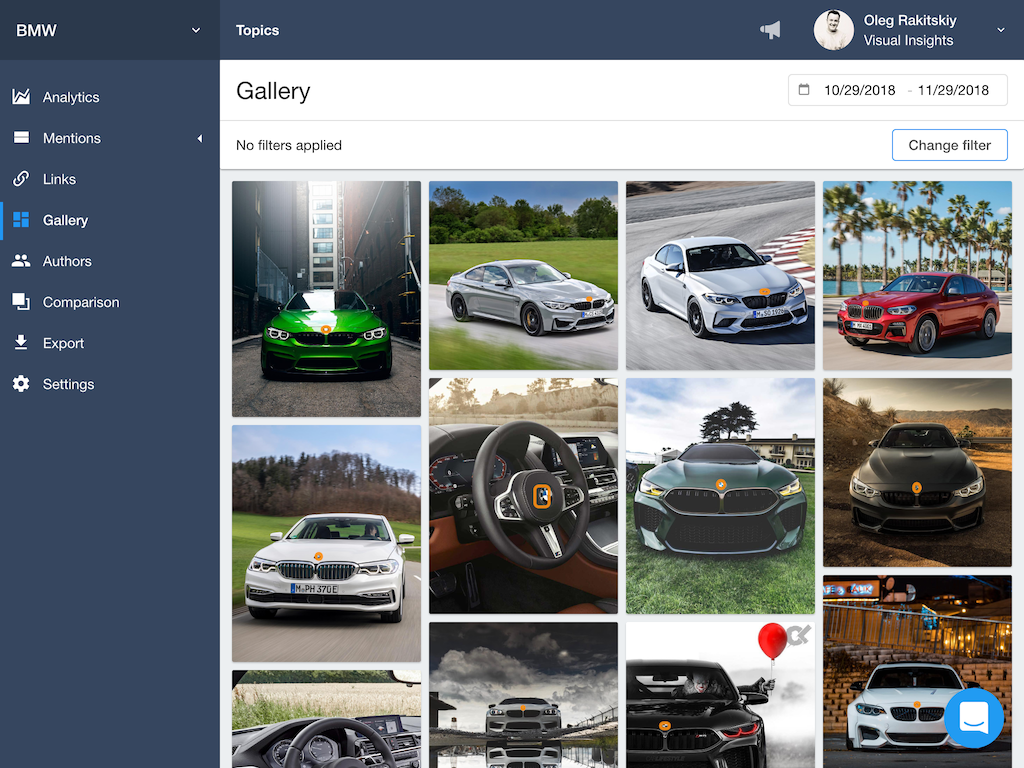 BMW
Topics
Oleg Rakitskiy
Visual Insights
Analytics
Mentions
Links
Gallery
Authors
Comparison
Export
Settings
Gallery
10/29/2018 - 11/29/2018
No filters applied
Change filter
M PH 370E